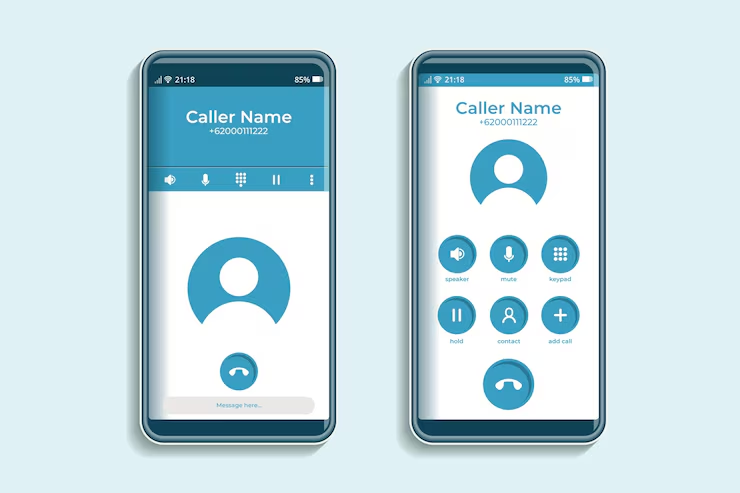 21:18
85%
Caller Name
+62000111222
Message here...
21:18
85%
Caller Name
+62000111222
speaker
mute
keypad
hold
contact
add call